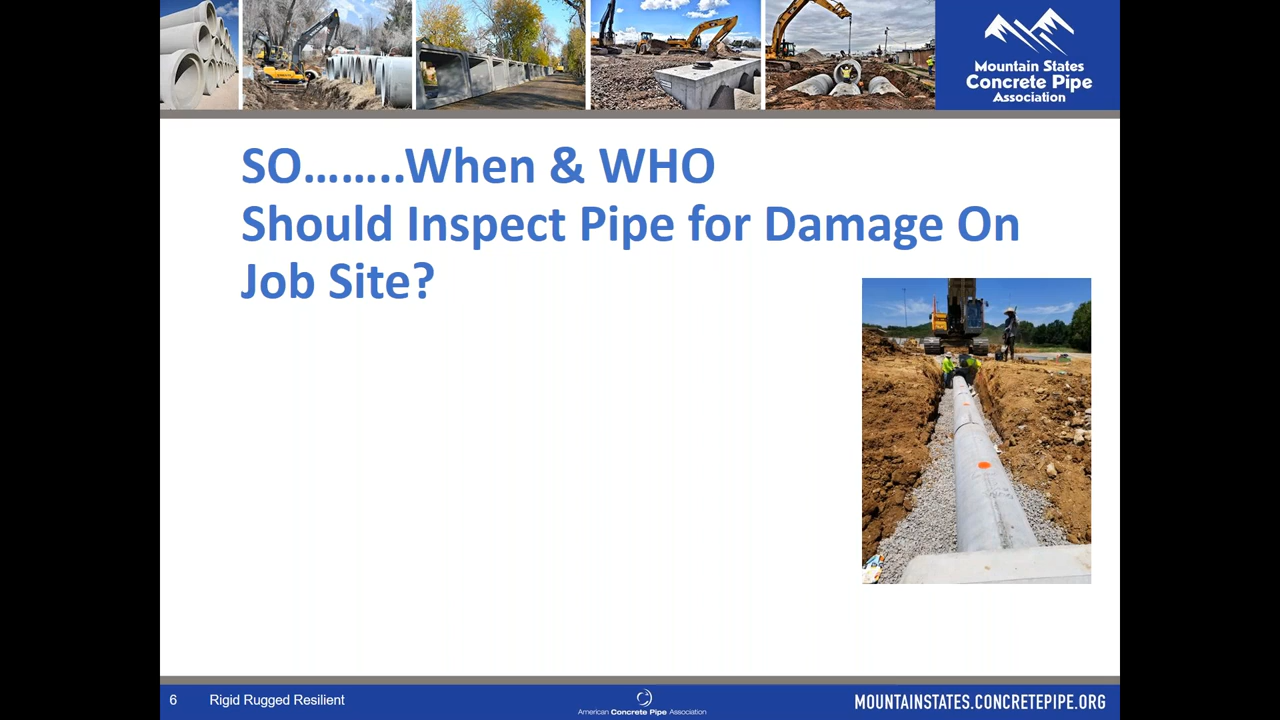 Mountain States
Concrete Pipe
Association
SO……..When & WHO
Should Inspect Pipe for Damage On
Job Site?
6
Rigid Rugged Resilient
American Concrete Pipe Association
MOUNTAINSTATES.CONCRETEPIPE.ORG